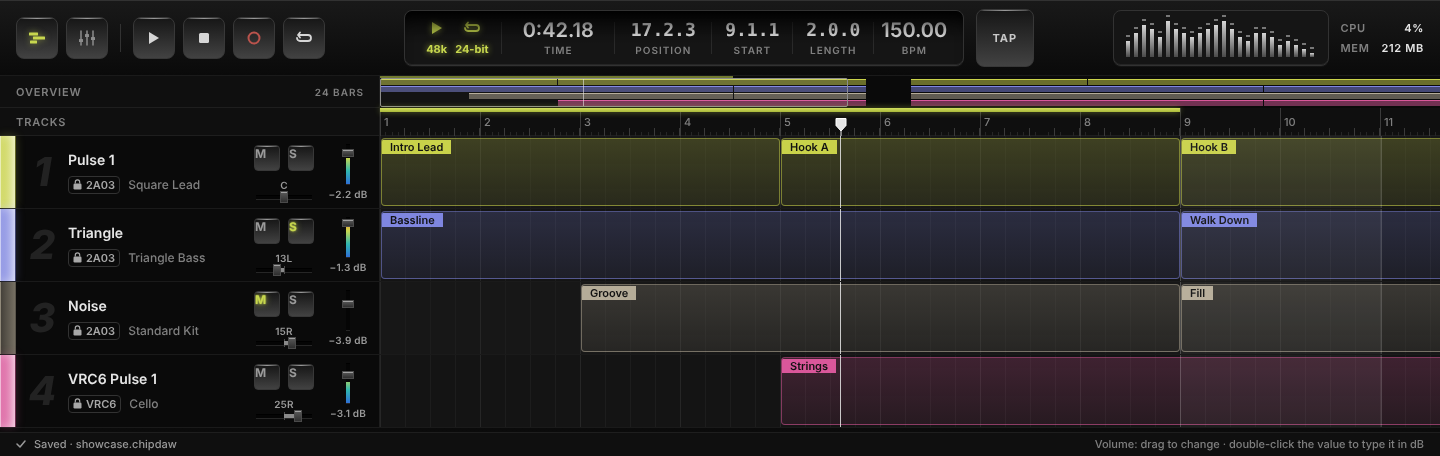 0:42.18 17.2.3 9.1.1 2.0.0 150.00
48k 24-bit TIME POSITION START LENGTH BPM
TAP
CPU 4%
MEM 212 MB
OVERVIEW 24 BARS
TRACKS
1 2 3 4 5 6 7 8 9 10 11
1 Pulse 1 M S
2A03 Square Lead C −2.2 dB
Intro Lead Hook A Hook B
2 Triangle M S
2A03 Triangle Bass 13L −1.3 dB
Bassline Walk Down
3 Noise M S
2A03 Standard Kit 15R −3.9 dB
Groove Fill
4 VRC6 Pulse 1 M S
VRC6 Cello 25R −3.1 dB
Strings
Saved · showcase.chipdaw
Volume: drag to change · double-click the value to type it in dB